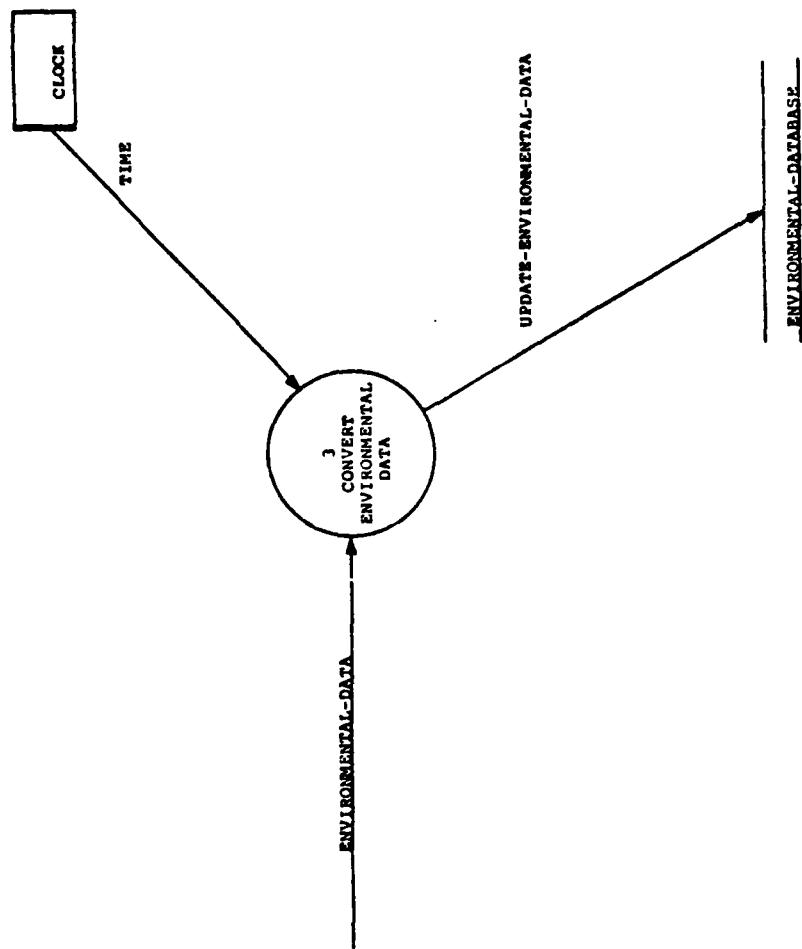 CLOCK
TIME
3
CONVERT
ENVIRONMENTAL
DATA
ENVIRONMENTAL-DATA
UPDATE-ENVIRONMENTAL-DATA
ENVIRONMENTAL-DATABASE